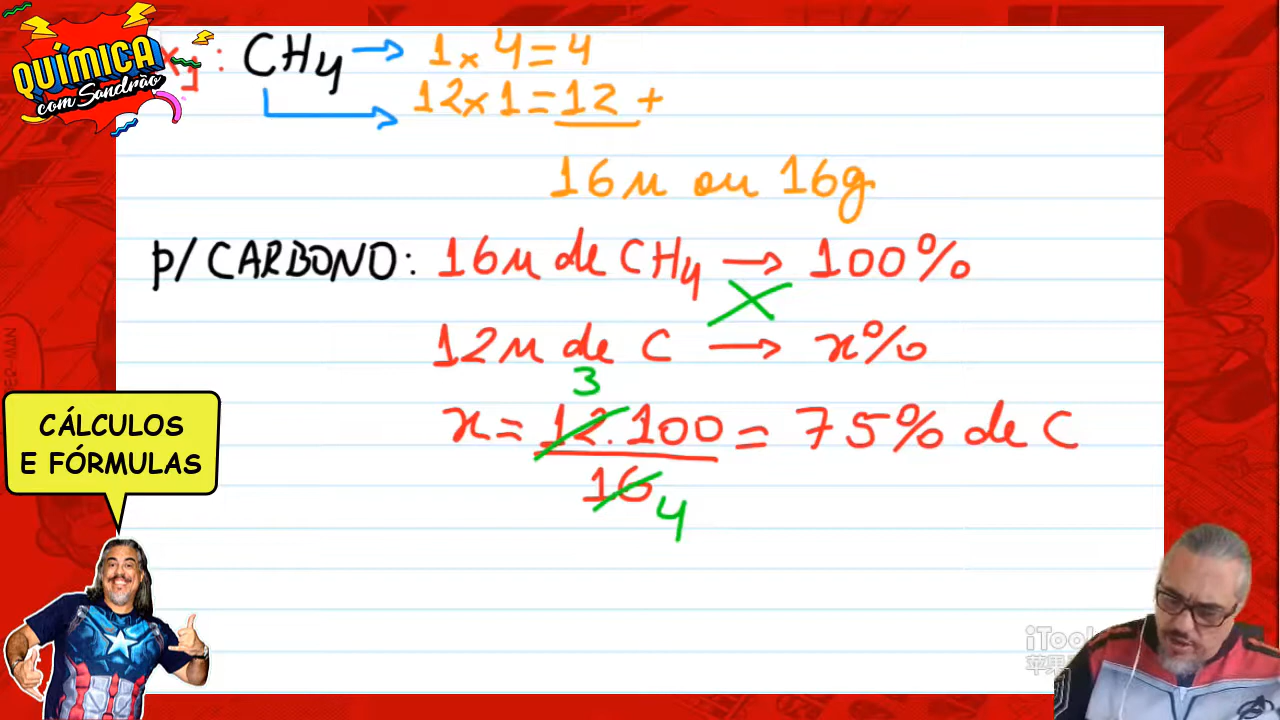 QUÍMICA
com Sandrão
x1: CH4 → 1 x 4 = 4
12 x 1 = 12 +
16u ou 16g
p/ CARBONO: 16u de CH4 → 100%
12u de C → x%
3
x = 12.100 = 75% de C
16
4
CÁLCULOS
E FÓRMULAS